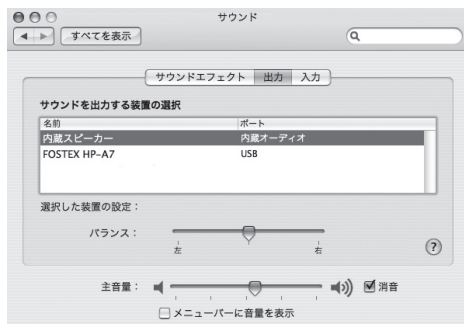 サウンド
すべてを表示
サウンドエフェクト 出力 入力
サウンドを出力する装置の選択
名前 ポート
内蔵スピーカー 内蔵オーディオ
FOSTEX HP-A7 USB
選択した装置の設定：
バランス：
左 右
?
主音量： 消音
メニューバーに音量を表示